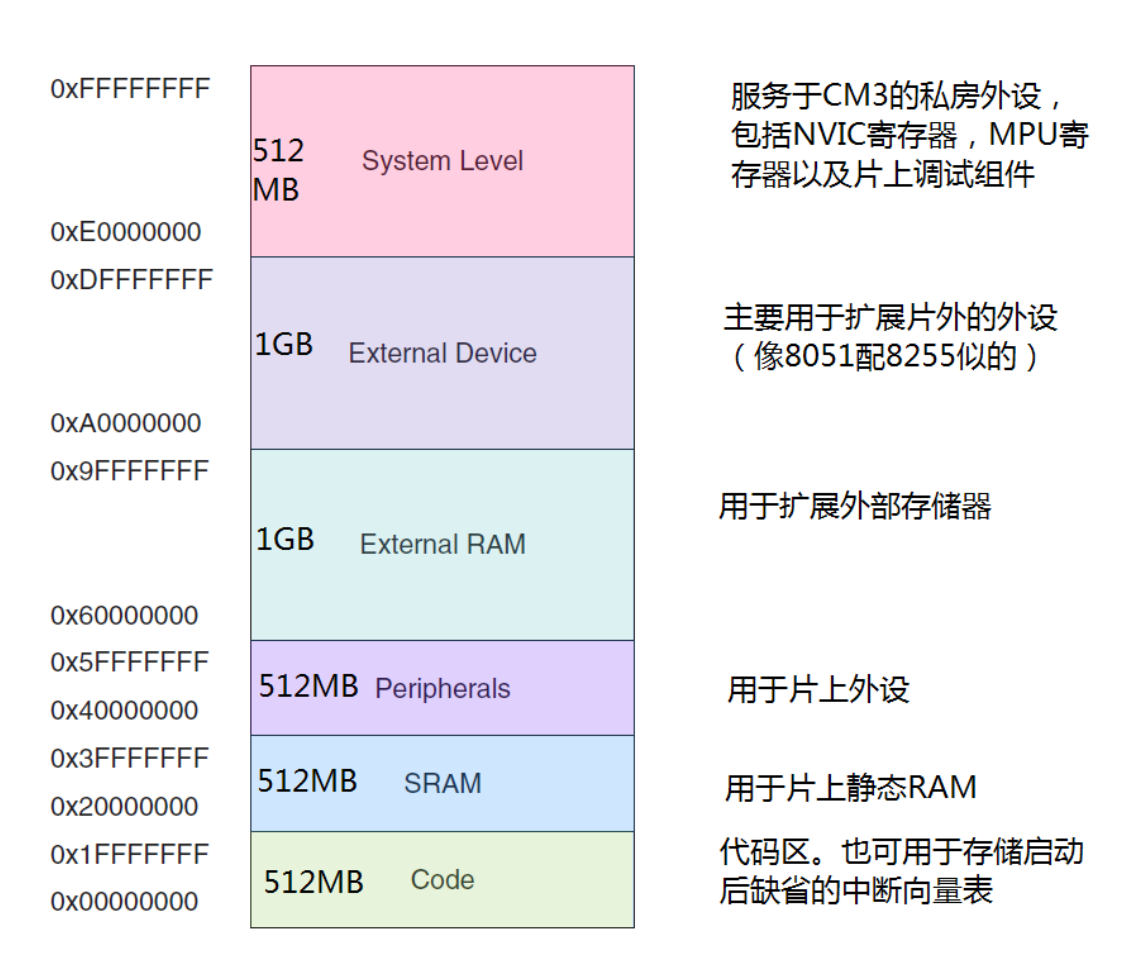 0xFFFFFFFF
512
MB
System Level
服务于CM3的私房外设，
包括NVIC寄存器，MPU寄
存器以及片上调试组件
0xE0000000
0xDFFFFFFF
1GB
External Device
主要用于扩展片外的外设
（像8051配8255似的）
0xA0000000
0x9FFFFFFF
1GB
External RAM
用于扩展外部存储器
0x60000000
0x5FFFFFFF
512MB
Peripherals
用于片上外设
0x40000000
0x3FFFFFFF
512MB
SRAM
用于片上静态RAM
0x20000000
0x1FFFFFFF
512MB
Code
代码区。也可用于存储启动
后缺省的中断向量表
0x00000000